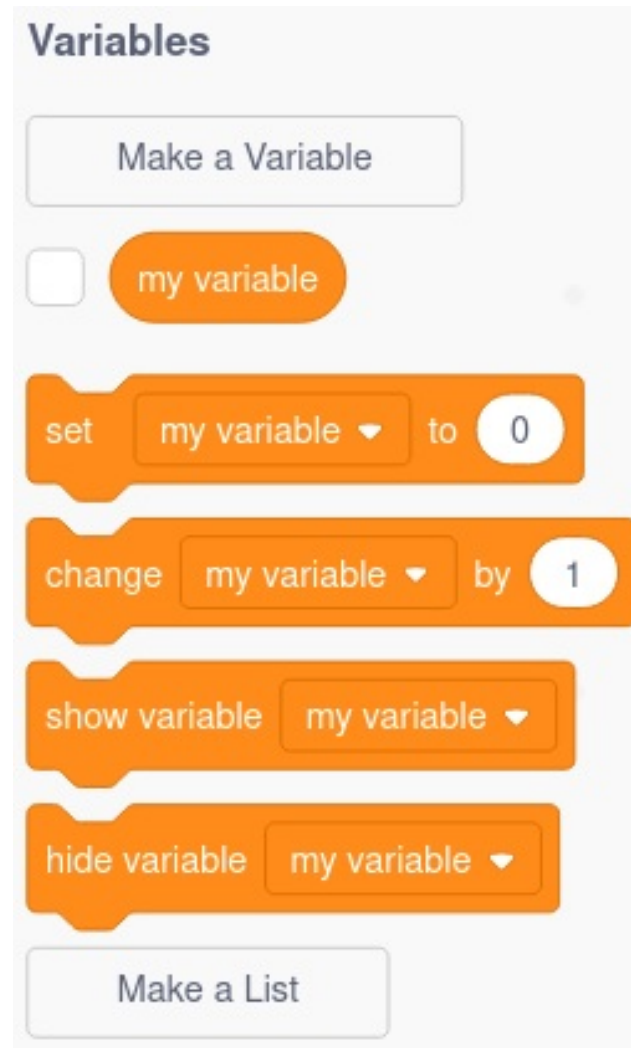 Variables
Make a Variable
my variable
set my variable to 0
change my variable by 1
show variable my variable
hide variable my variable
Make a List